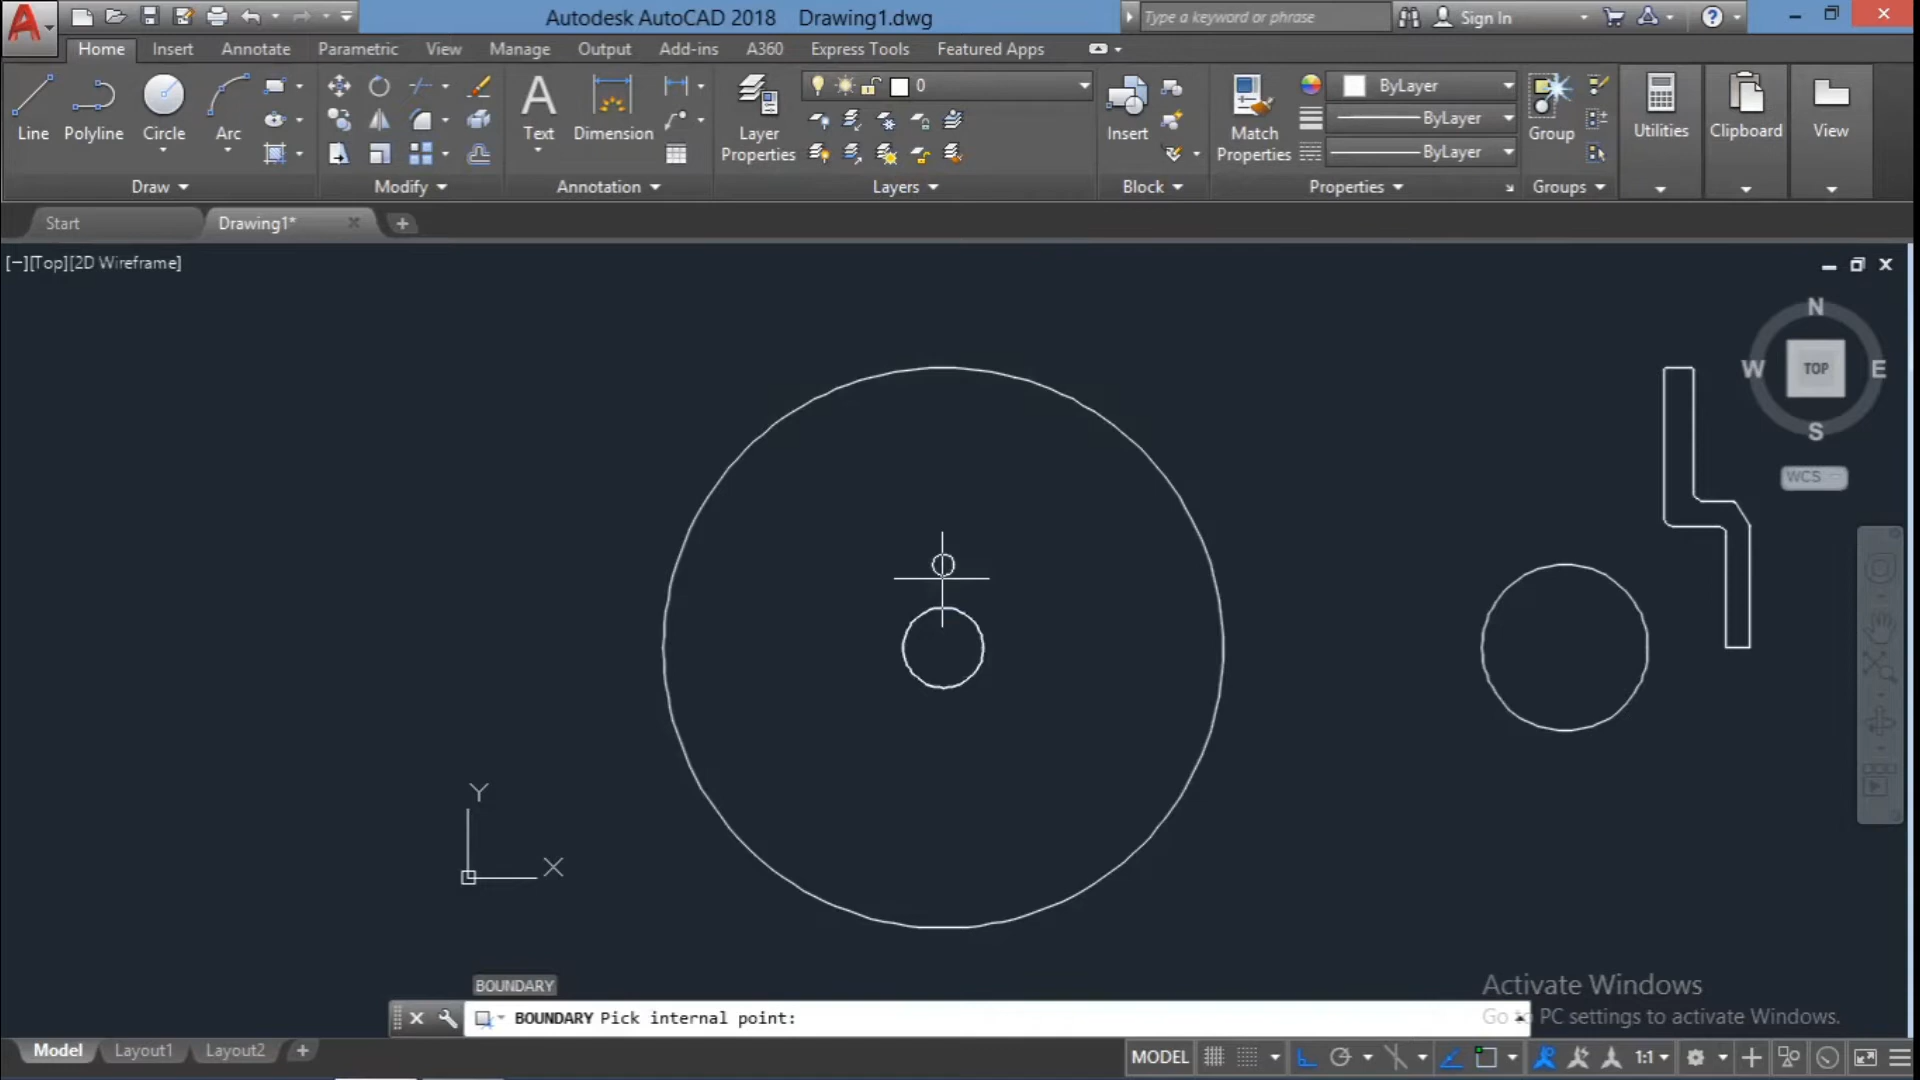 Autodesk AutoCAD 2018 Drawing1.dwg
Type a keyword or phrase
Sign In
Home Insert Annotate Parametric View Manage Output Add-ins A360 Express Tools Featured Apps
0
ByLayer
ByLayer
ByLayer
Line Polyline Circle Arc
Text Dimension
Layer Properties
Insert
Match Properties
Group
Utilities Clipboard View
Draw Modify Annotation Layers Block Properties Groups
Start Drawing1*
[−][Top][2D Wireframe]
N
W TOP E
S
WCS
Y
X
BOUNDARY
BOUNDARY Pick internal point:
Activate Windows
Go to PC settings to activate Windows.
Model Layout1 Layout2
MODEL 1:1